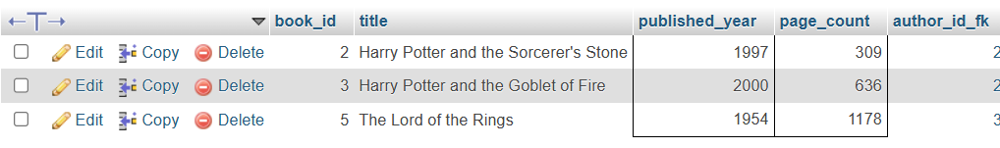 book_id title published_year page_count author_id_fk
Edit Copy Delete 2 Harry Potter and the Sorcerer's Stone 1997 309 2
Edit Copy Delete 3 Harry Potter and the Goblet of Fire 2000 636 2
Edit Copy Delete 5 The Lord of the Rings 1954 1178 3